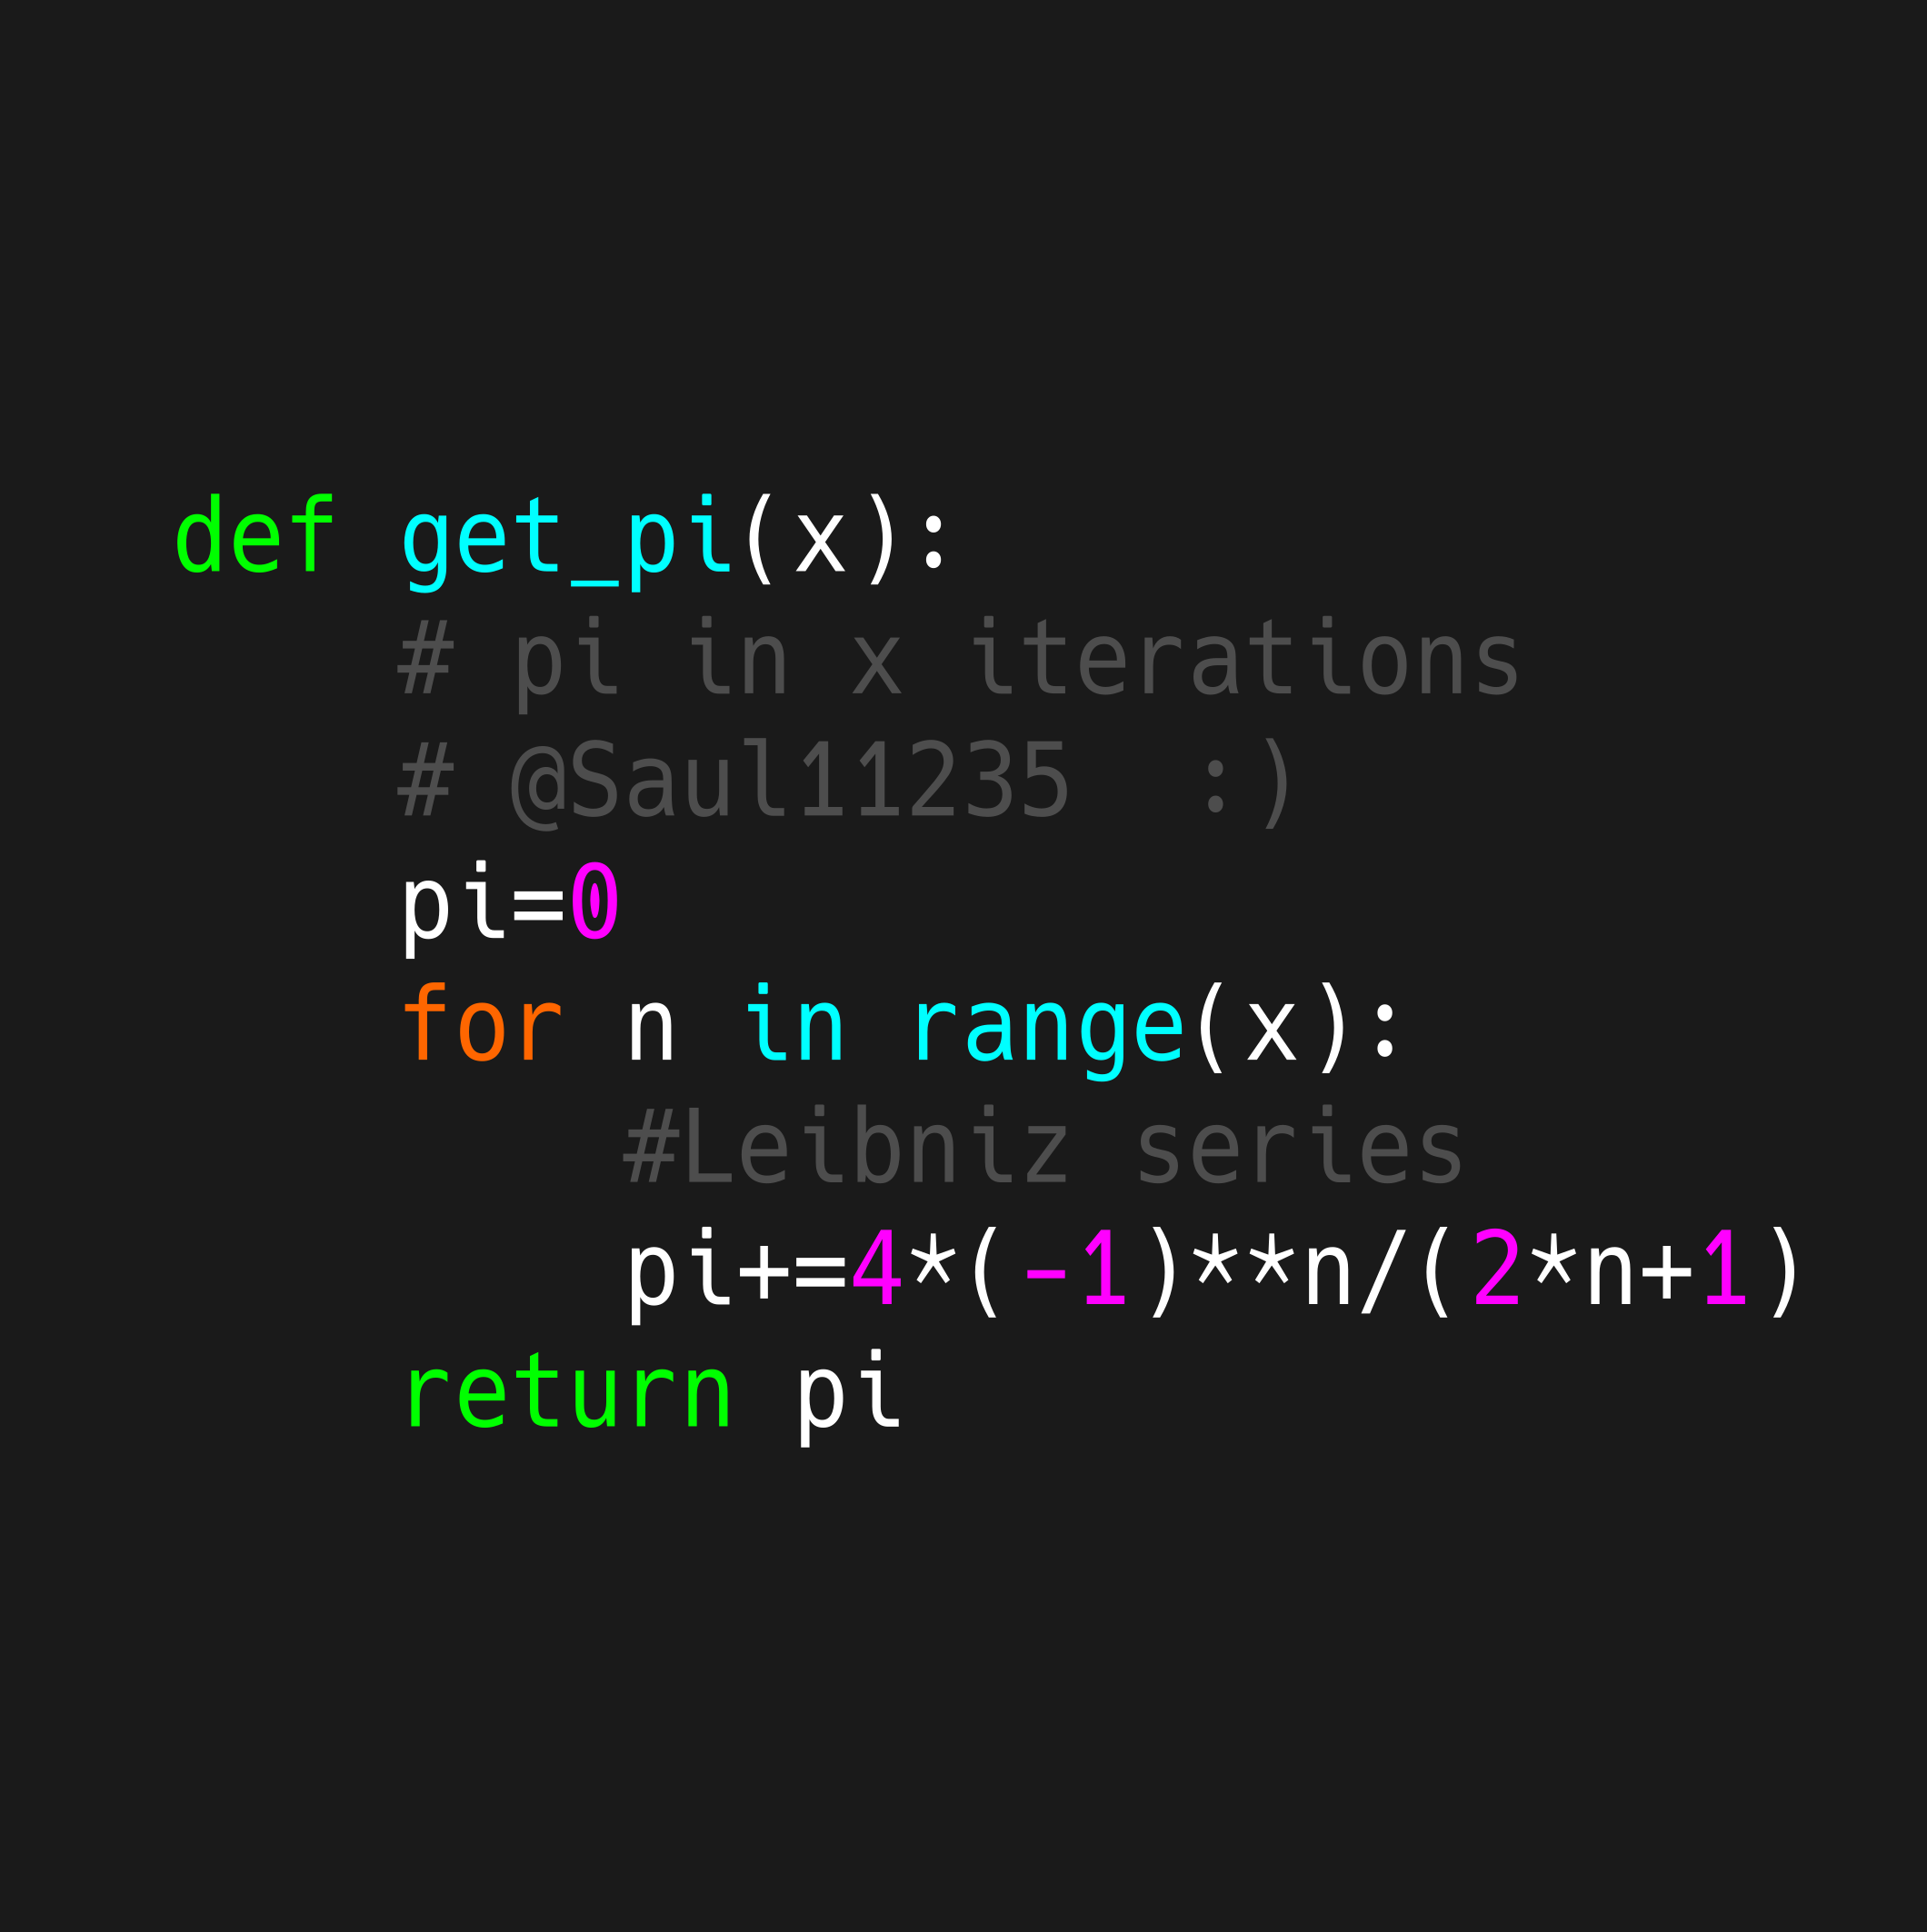 def get_pi(x):
    # pi in x iterations
    # @Saul11235  :)
    pi=0
    for n in range(x):
        #Leibniz series
        pi+=4*(-1)**n/(2*n+1)
    return pi